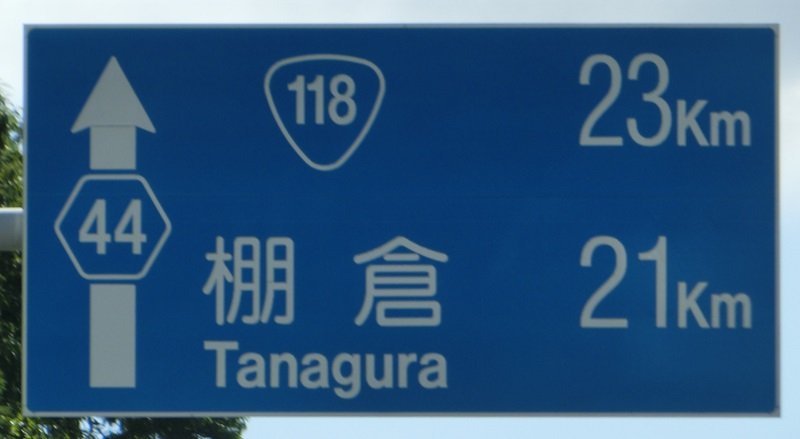 118 23Km
44
棚倉 21Km
Tanagura